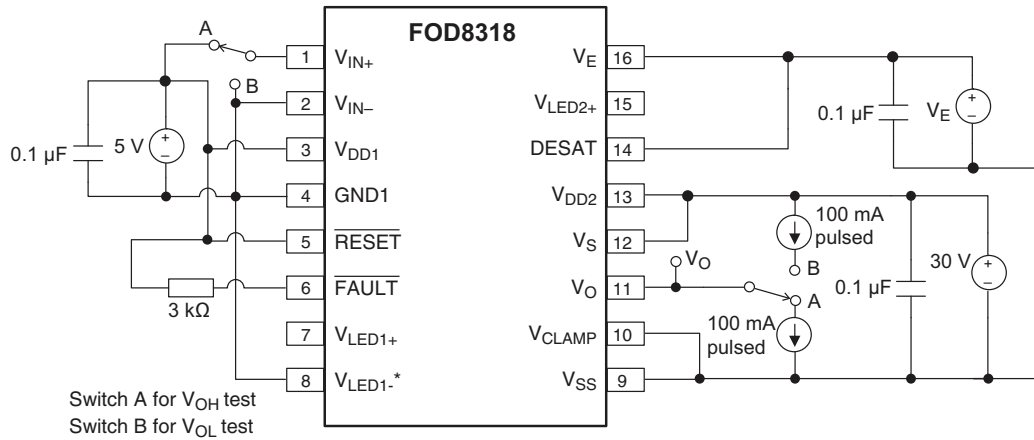 FOD8318
A
B
0.1 µF
5 V
+
−
3 kΩ
1 V_IN+
2 V_IN–
3 V_DD1
4 GND1
5 R̅E̅S̅E̅T̅
6 F̅A̅U̅L̅T̅
7 V_LED1+
8 V_LED1-*
V_E 16
V_LED2+ 15
DESAT 14
V_DD2 13
V_S 12
V_O 11
V_CLAMP 10
V_SS 9
0.1 µF
V_E
+
−
100 mA
pulsed
V_O
B
A
0.1 µF
30 V
+
−
100 mA
pulsed
Switch A for V_OH test
Switch B for V_OL test